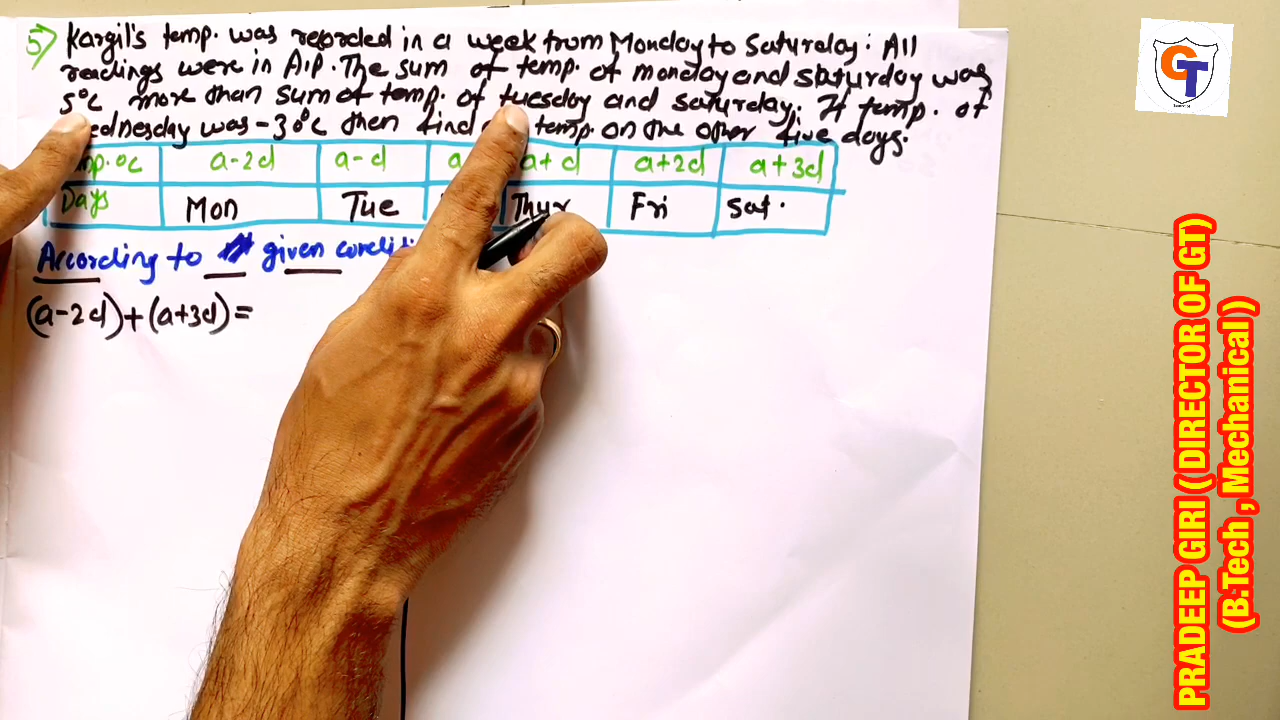 5) Kargil's temp. was recorded in a week from Monday to Saturday. All
readings were in A.P. The sum of temp. of monday and saturday was
5°C more than sum of temp. of tuesday and saturday. If temp. of
wednesday was -30°C then find temp. on the other five days.
°C a-2d a-d a a+d a+2d a+3d
Days Mon Tue Thur Fri Sat.
According to given
(a-2d)+(a+3d)=
GT
PRADEEP GIRI (DIRECTOR OF GT)
(B.Tech, Mechanical)